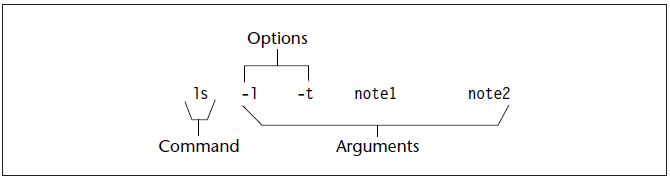 Options
ls -l -t note1 note2
Command Arguments